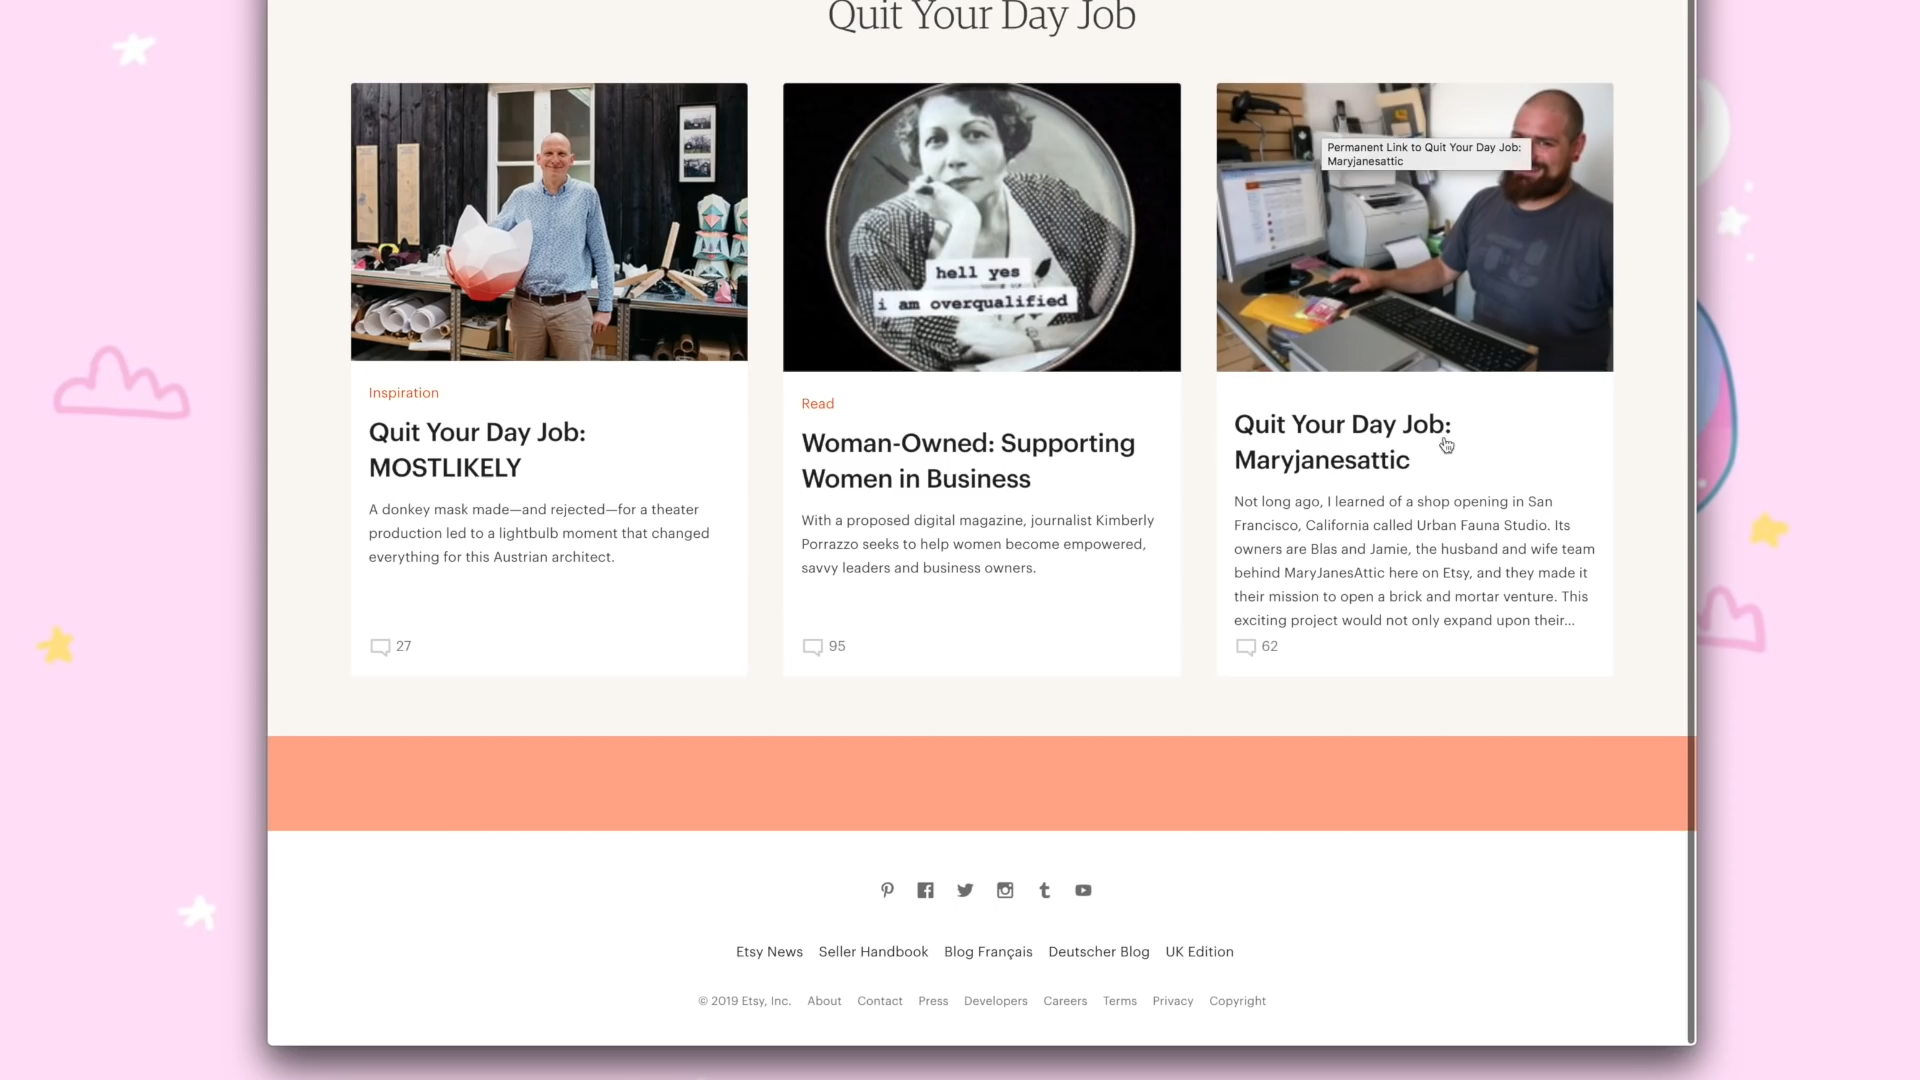 Quit Your Day Job
hell yes
i am overqualified
Permanent Link to Quit Your Day Job:
Maryjanesattic
Inspiration
Quit Your Day Job:
MOSTLIKELY
A donkey mask made—and rejected—for a theater
production led to a lightbulb moment that changed
everything for this Austrian architect.
27
Read
Woman-Owned: Supporting
Women in Business
With a proposed digital magazine, journalist Kimberly
Porrazzo seeks to help women become empowered,
savvy leaders and business owners.
95
Quit Your Day Job:
Maryjanesattic
Not long ago, I learned of a shop opening in San
Francisco, California called Urban Fauna Studio. Its
owners are Blas and Jamie, the husband and wife team
behind MaryJanesAttic here on Etsy, and they made it
their mission to open a brick and mortar venture. This
exciting project would not only expand upon their...
62
Etsy News Seller Handbook Blog Français Deutscher Blog UK Edition
© 2019 Etsy, Inc. About Contact Press Developers Careers Terms Privacy Copyright